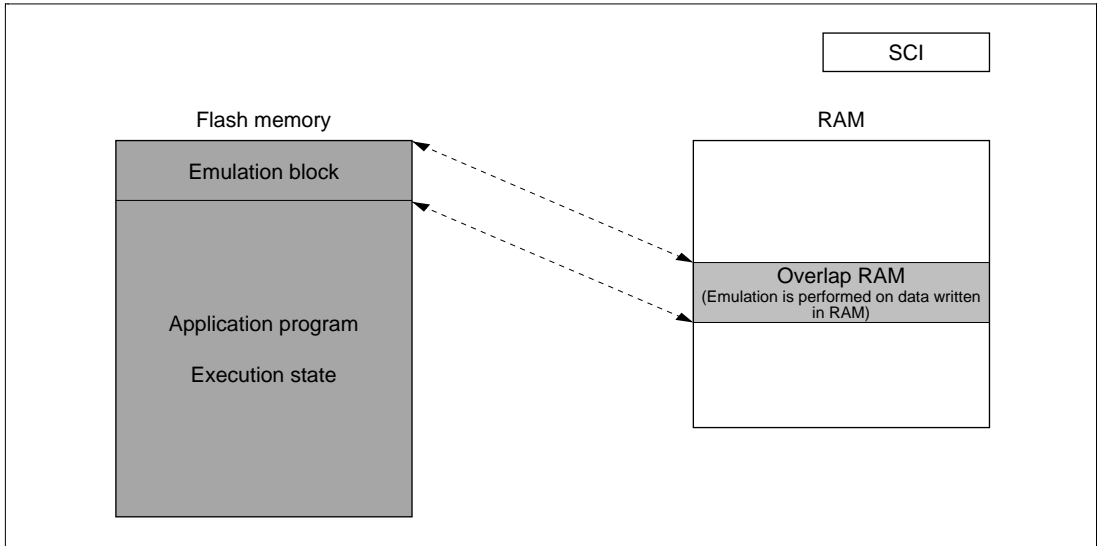 SCI
Flash memory
RAM
Emulation block
Overlap RAM
(Emulation is performed on data written
in RAM)
Application program
Execution state